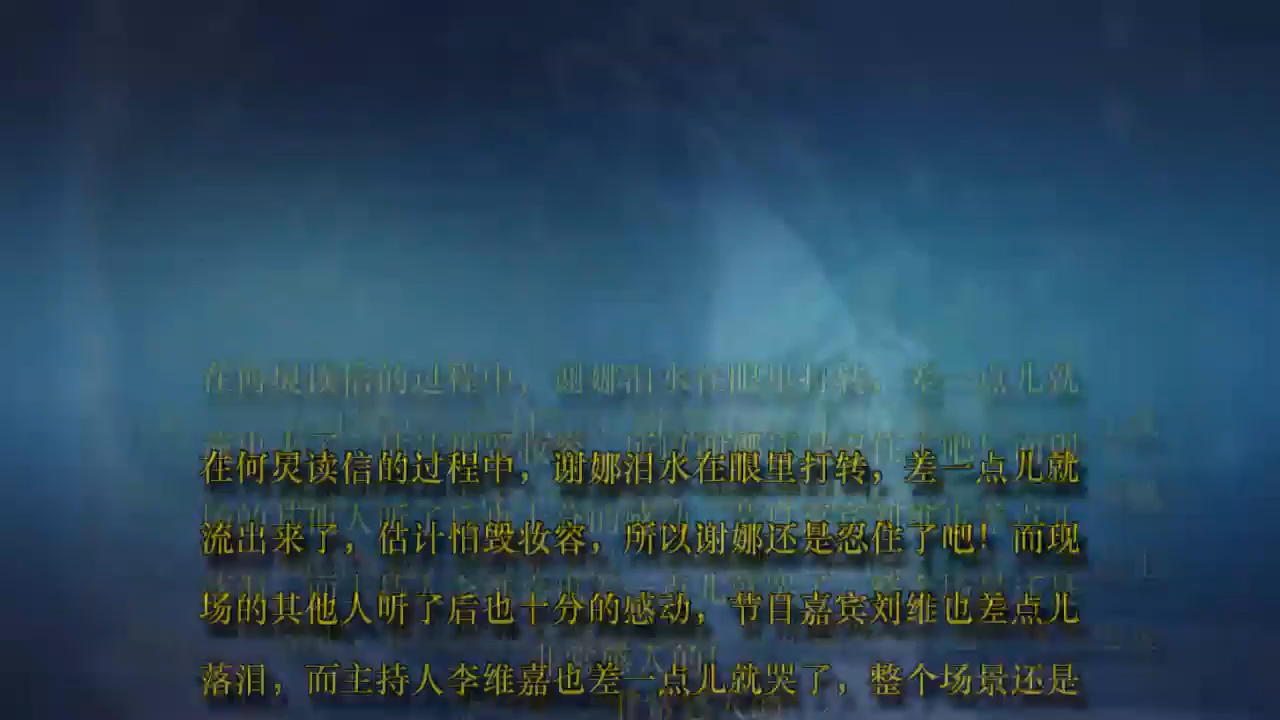 在何炅读信的过程中，谢娜泪水在眼里打转，差一点儿就
流出来了，估计怕毁妆容，所以谢娜还是忍住了吧！而现
场的其他人听了后也十分的感动，节目嘉宾刘维也差点儿
落泪，而主持人李维嘉也差一点儿就哭了，整个场景还是